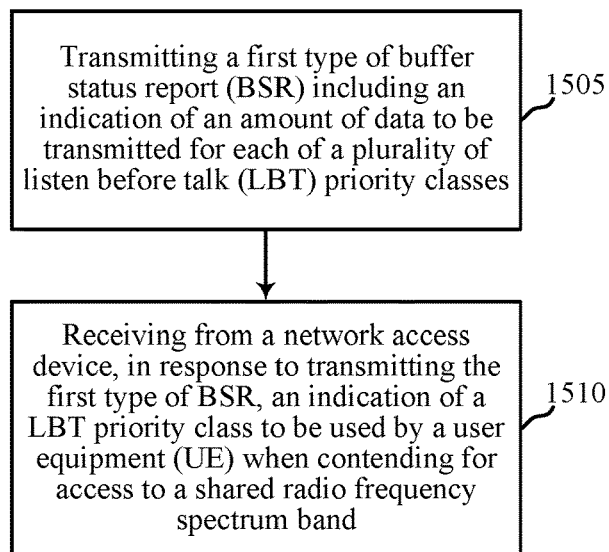 Transmitting a first type of buffer
status report (BSR) including an
indication of an amount of data to be
transmitted for each of a plurality of
listen before talk (LBT) priority classes
1505
Receiving from a network access
device, in response to transmitting the
first type of BSR, an indication of a
LBT priority class to be used by a user
equipment (UE) when contending for
access to a shared radio frequency
spectrum band
1510